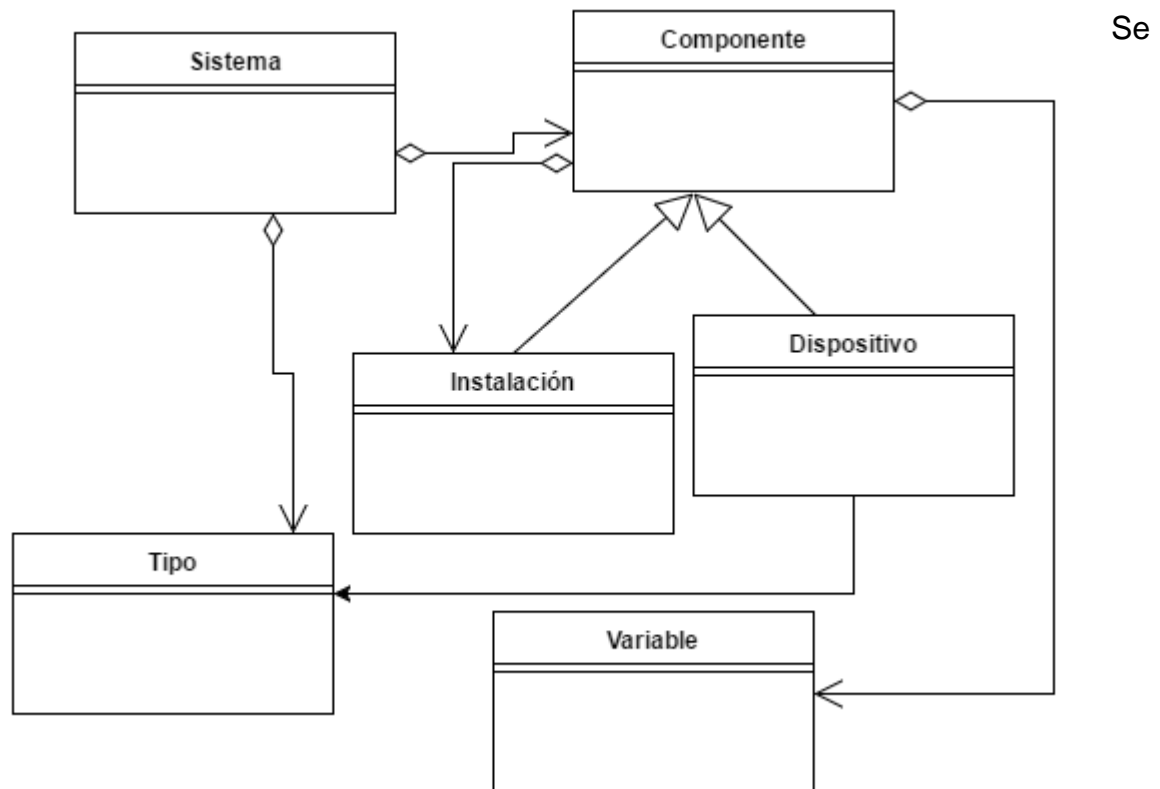 Se
Componente
Sistema
Dispositivo
Instalación
Tipo
Variable